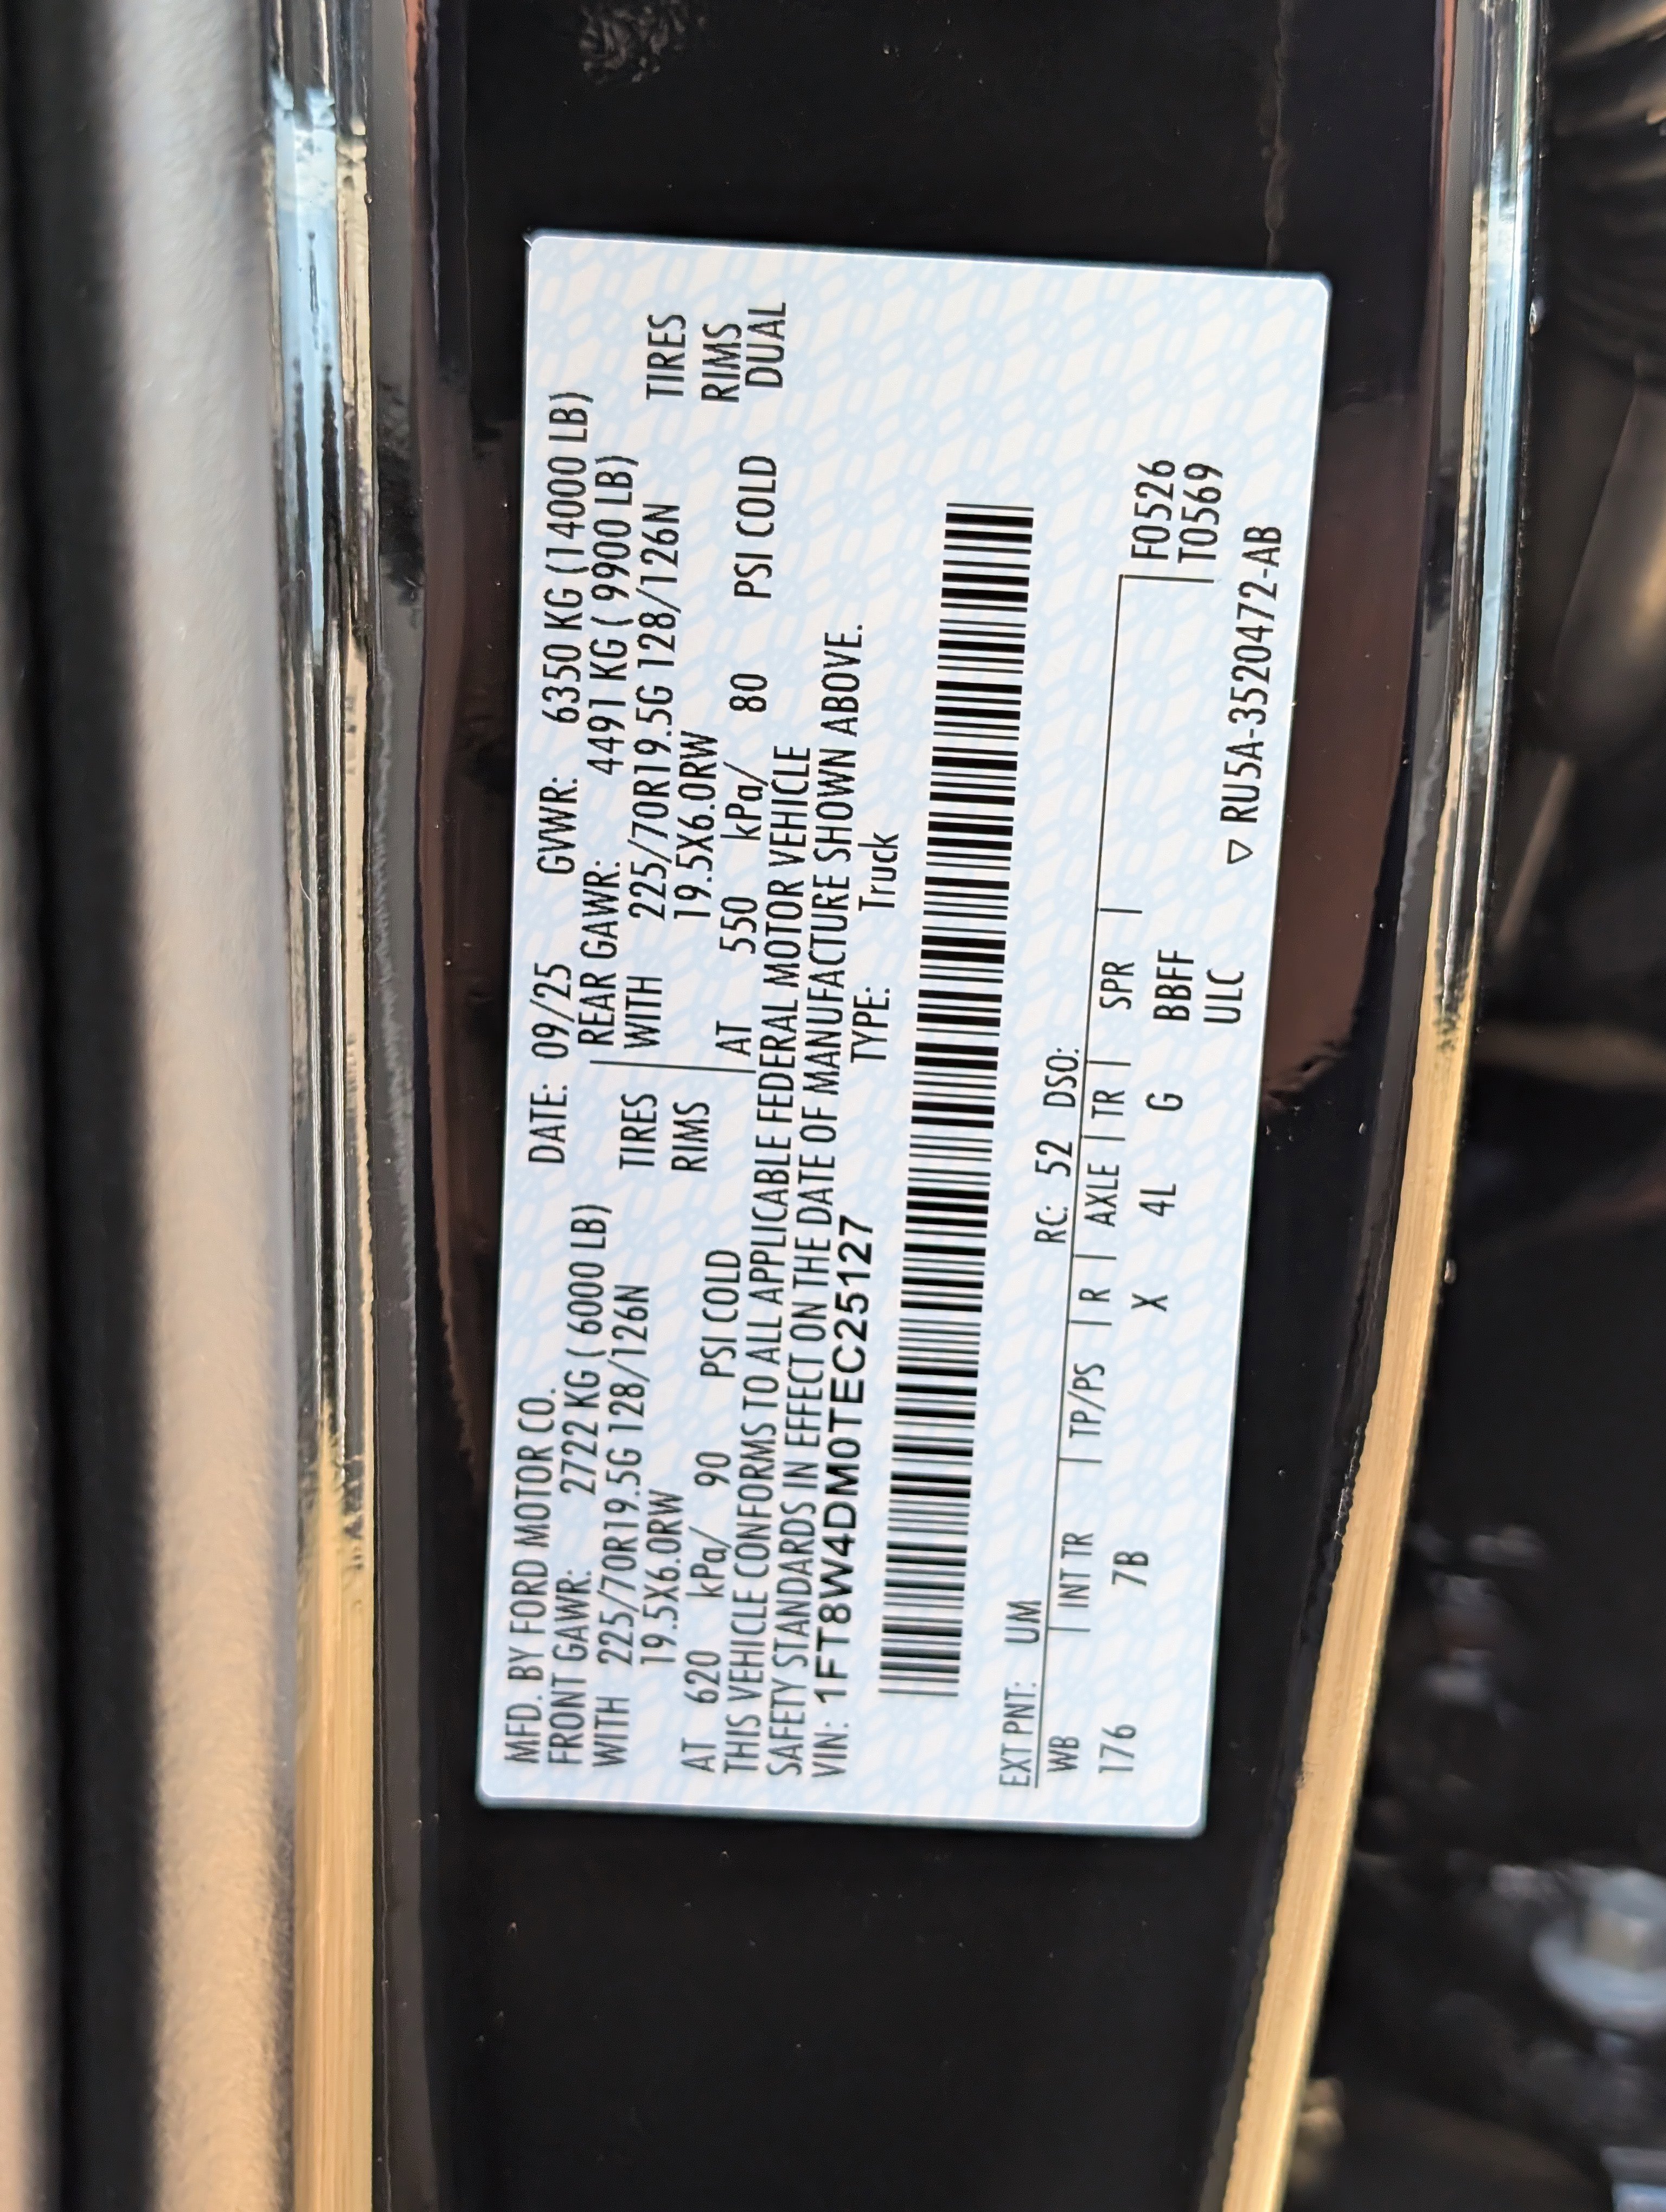 MFD. BY FORD MOTOR CO. DATE: 09/25 GVWR: 6350 KG (14000 LB)
FRONT GAWR: 2722 KG ( 6000 LB) REAR GAWR: 4491 KG ( 9900 LB)
WITH 225/70R19.5G 128/126N TIRES WITH 225/70R19.5G 128/126N TIRES
19.5X6.0RW RIMS 19.5X6.0RW RIMS
AT 620 kPa/ 90 PSI COLD AT 550 kPa/ 80 PSI COLD DUAL
THIS VEHICLE CONFORMS TO ALL APPLICABLE FEDERAL MOTOR VEHICLE
SAFETY STANDARDS IN EFFECT ON THE DATE OF MANUFACTURE SHOWN ABOVE.
VIN: 1FT8W4DM0TEC25127 TYPE: Truck
EXT PNT: UM RC: 52 DSO:
WB INT TR TP/PS R AXLE TR SPR F0526
176 7B X 4L G BBFF T0569
ULC ▽ RU5A-3520472-AB